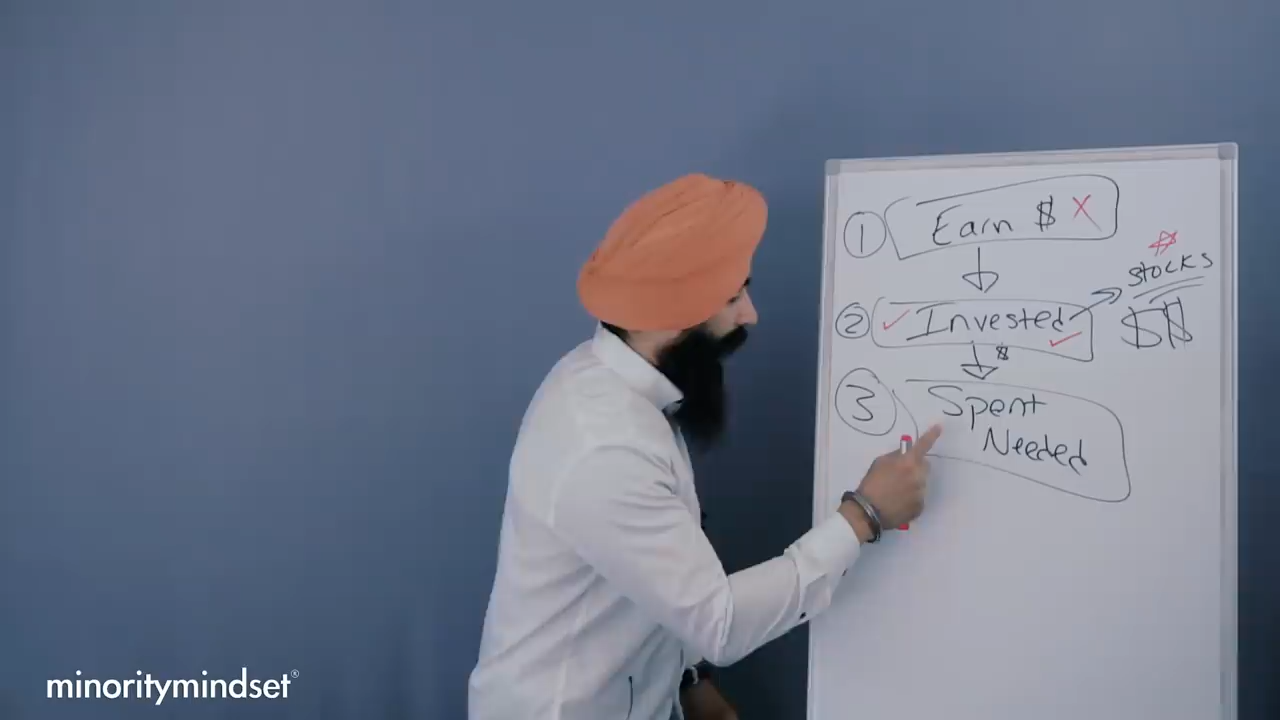 1 Earn $ X
stocks
2 Invested $$
$
3 Spent
Needed
minoritymindset®